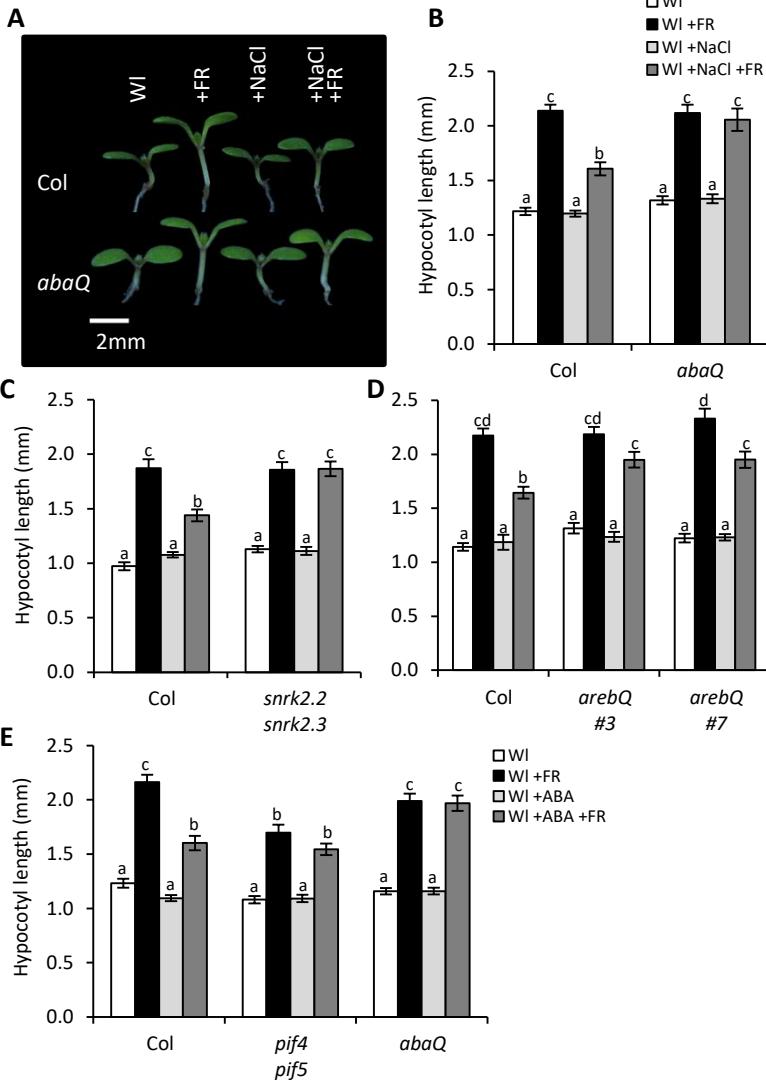 A
Wl
+FR
+NaCl
+NaCl
+FR
Col
abaQ
2mm
B
Wl
Wl +FR
Wl +NaCl
Wl +NaCl +FR
Hypocotyl length (mm)
2.5
2.0
1.5
1.0
0.5
0.0
a
c
a
b
a
c
a
c
Col
abaQ
C
Hypocotyl length (mm)
2.5
2.0
1.5
1.0
0.5
0.0
a
c
a
b
a
c
a
c
Col
snrk2.2
snrk2.3
D
2.5
2.0
1.5
1.0
0.5
0.0
a
cd
a
b
a
cd
a
c
a
d
a
c
Col
arebQ
#3
arebQ
#7
E
Hypocotyl length (mm)
2.5
2.0
1.5
1.0
0.5
0.0
a
c
a
b
a
b
a
b
a
c
a
c
Col
pif4
pif5
abaQ
Wl
Wl +FR
Wl +ABA
Wl +ABA +FR